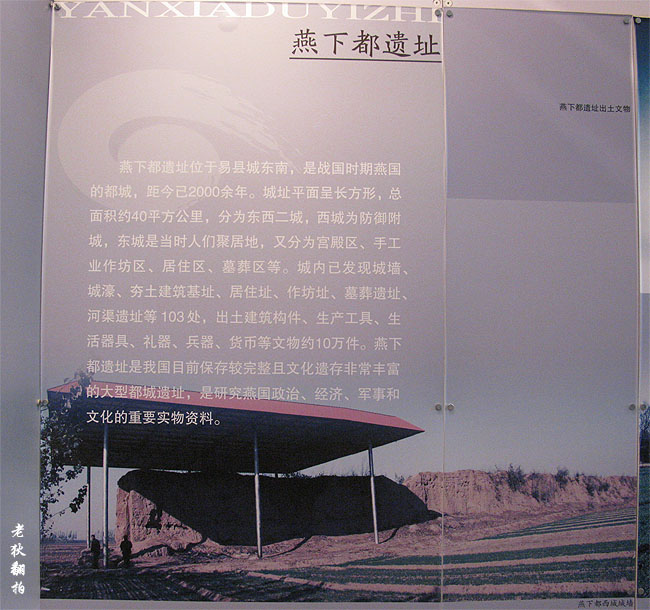 YANXIADUYIZHI
燕下都遗址
燕下都遗址出土文物
燕下都遗址位于易县城东南，是战国时期燕国
的都城，距今已2000余年。城址平面呈长方形，总
面积约40平方公里，分为东西二城，西城为防御附
城，东城是当时人们聚居地，又分为宫殿区、手工
业作坊区、居住区、墓葬区等。城内已发现城墙、
城濠、夯土建筑基址、居住址、作坊址、墓葬遗址、
河渠遗址等103处，出土建筑构件、生产工具、生
活器具、礼器、兵器、货币等文物约10万件。燕下
都遗址是我国目前保存较完整且文化遗存非常丰富
的大型都城遗址，是研究燕国政治、经济、军事和
文化的重要实物资料。
老狄翻拍
燕下都西城城墙